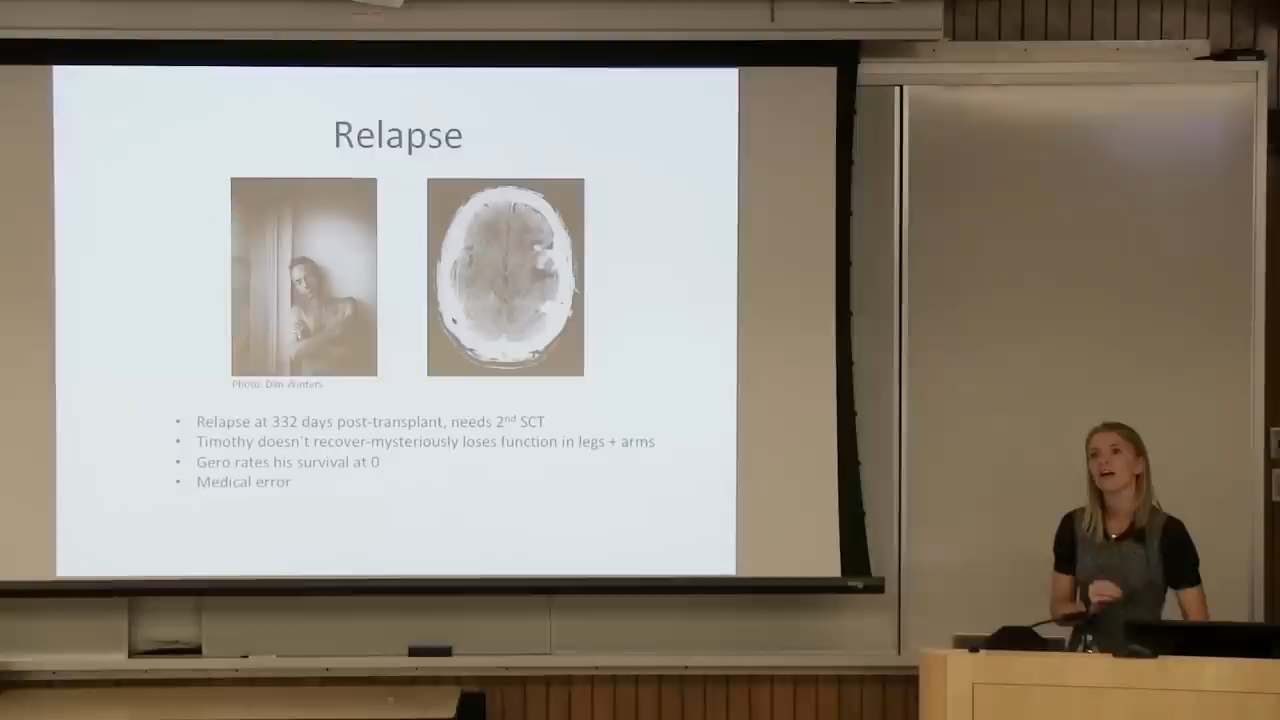 Relapse
Photo: Dan Winters
• Relapse at 332 days post-transplant, needs 2nd SCT
• Timothy doesn't recover-mysteriously loses function in legs + arms
• Gero rates his survival at 0
• Medical error